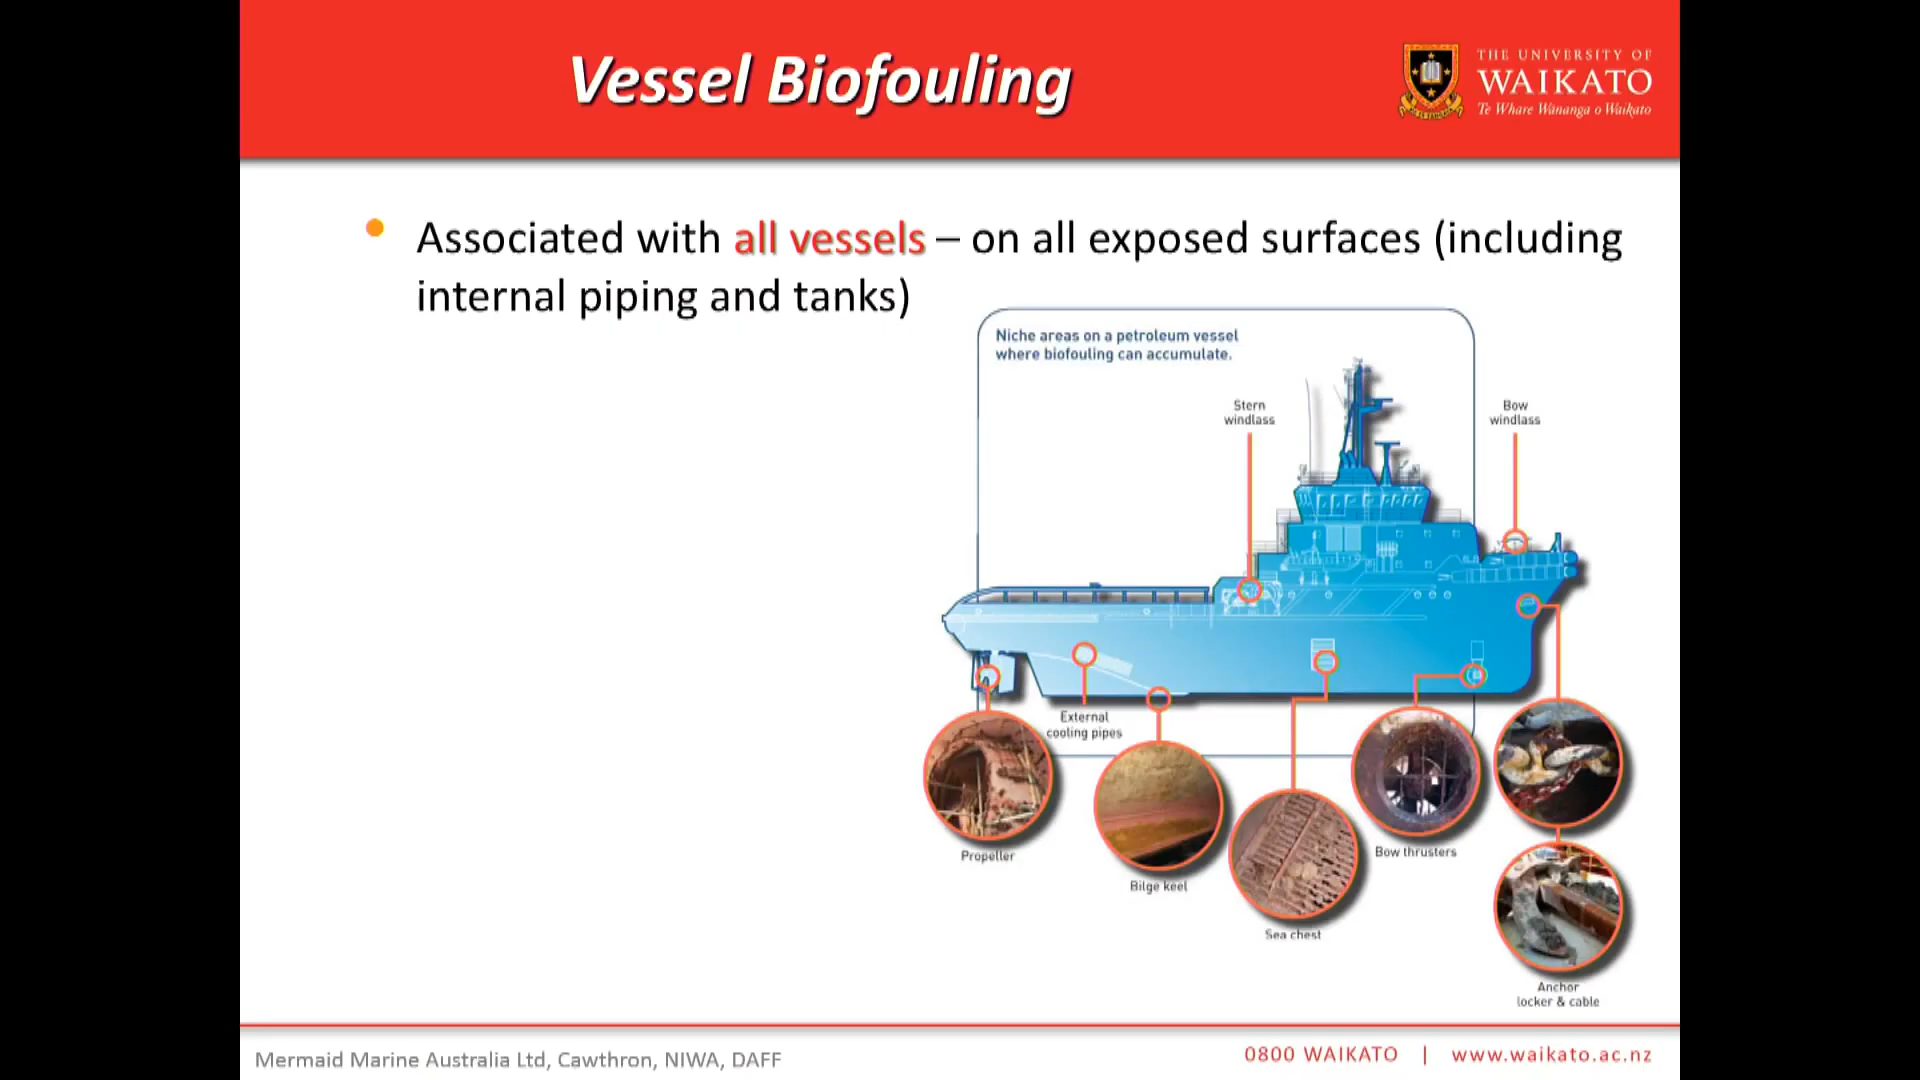 Vessel Biofouling
THE UNIVERSITY OF
WAIKATO
Te Whare Wānanga o Waikato
• Associated with all vessels – on all exposed surfaces (including
internal piping and tanks)
Niche areas on a petroleum vessel
where biofouling can accumulate.
Stern
windlass
Bow
windlass
External
cooling pipes
Propeller
Bilge keel
Sea chest
Bow thrusters
Anchor
locker & cable
Mermaid Marine Australia Ltd, Cawthron, NIWA, DAFF
0800 WAIKATO | www.waikato.ac.nz